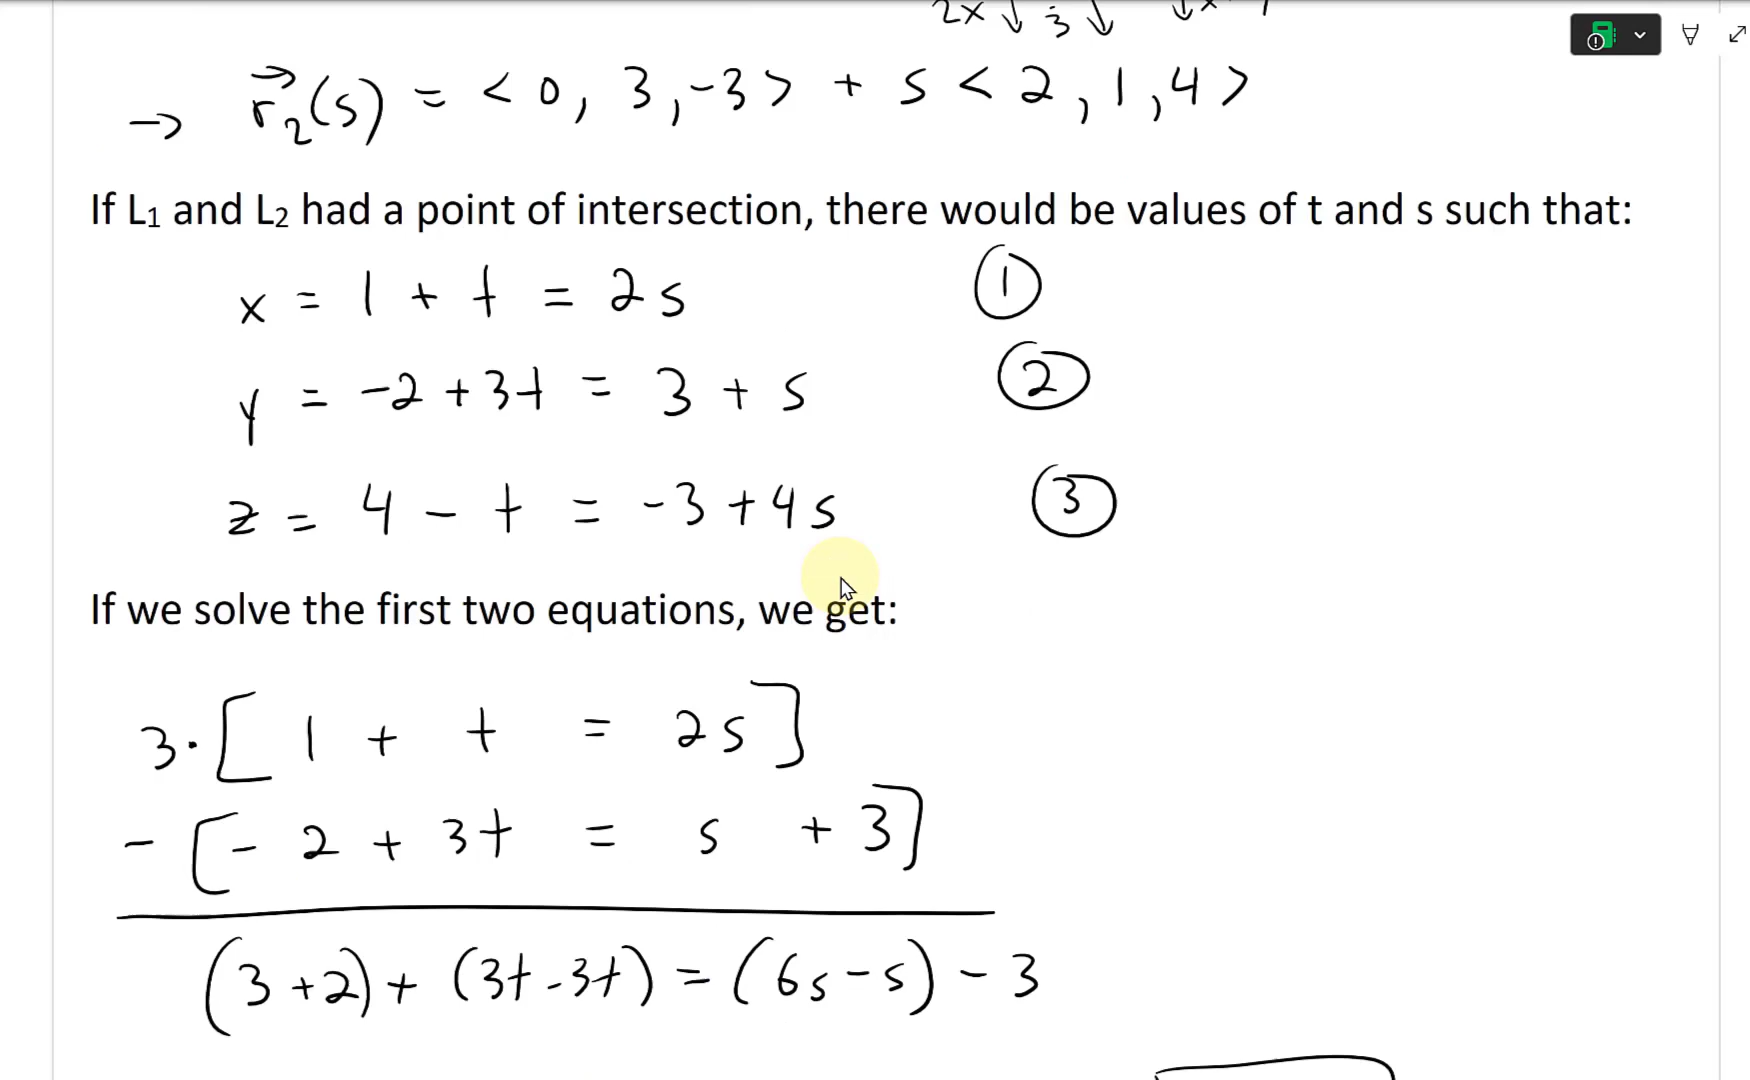 2x ↓ 3 ↓ ↓
→ r⃗₂(s) = < 0, 3, -3 > + s < 2, 1, 4 >
If L₁ and L₂ had a point of intersection, there would be values of t and s such that:
x = 1 + t = 2s ①
y = -2 + 3t = 3 + s ②
z = 4 - t = -3 + 4s ③
If we solve the first two equations, we get:
3·[ 1 + t = 2s ]
- [ - 2 + 3t = s + 3 ]
(3 + 2) + (3t - 3t) = (6s - s) - 3